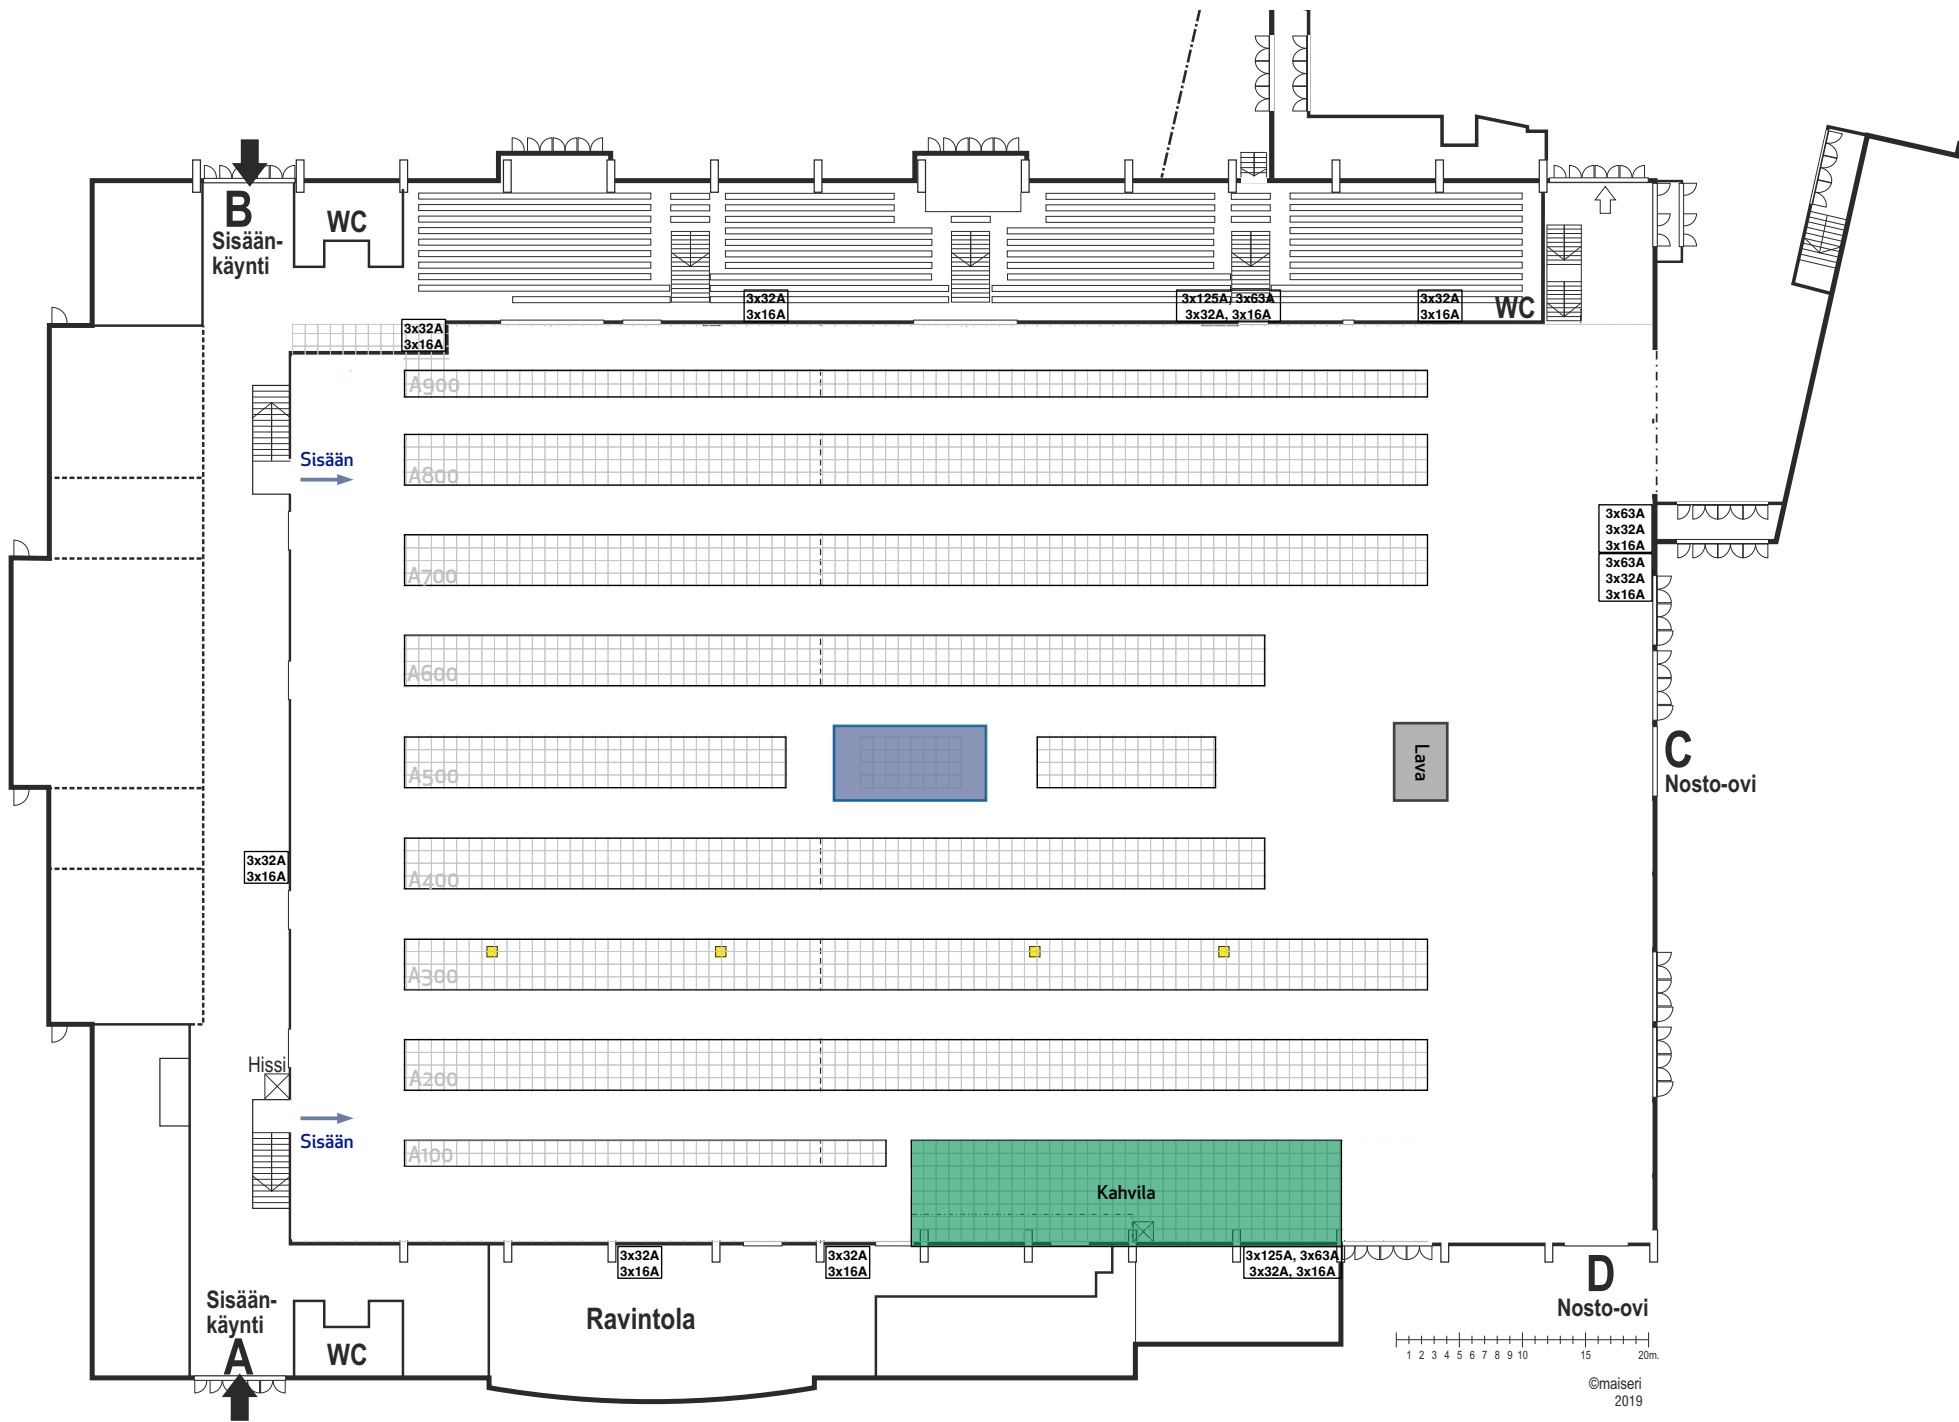 B
Sisään-
käynti
WC
3x32A
3x16A
3x125A, 3x63A
3x32A, 3x16A
3x32A
3x16A
WC
3x32A
3x16A
A900
Sisään
A800
3x63A
3x32A
3x16A
3x63A
3x32A
3x16A
A700
A600
A500
Lava
C
Nosto-ovi
3x32A
3x16A
A400
A300
Hissi
A200
Sisään
A100
Kahvila
3x32A
3x16A
3x32A
3x16A
3x125A, 3x63A
3x32A, 3x16A
D
Nosto-ovi
Sisään-
käynti
A
WC
Ravintola
1 2 3 4 5 6 7 8 9 10 15 20m.
©maiseri
2019